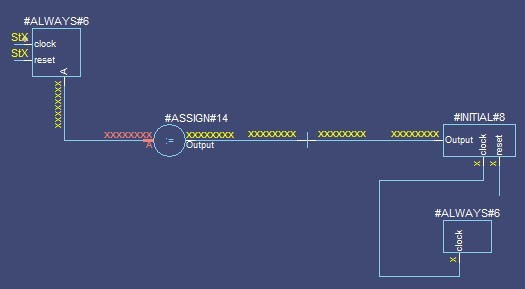 #ALWAYS#6
StX
clock
StX
reset
A
XXXXXXXX
#ASSIGN#14
XXXXXXXX
A
:=
XXXXXXXX
Output
XXXXXXXX
XXXXXXXX
XXXXXXXX
#INITIAL#8
Output
clock
reset
X
X
#ALWAYS#6
clock
X